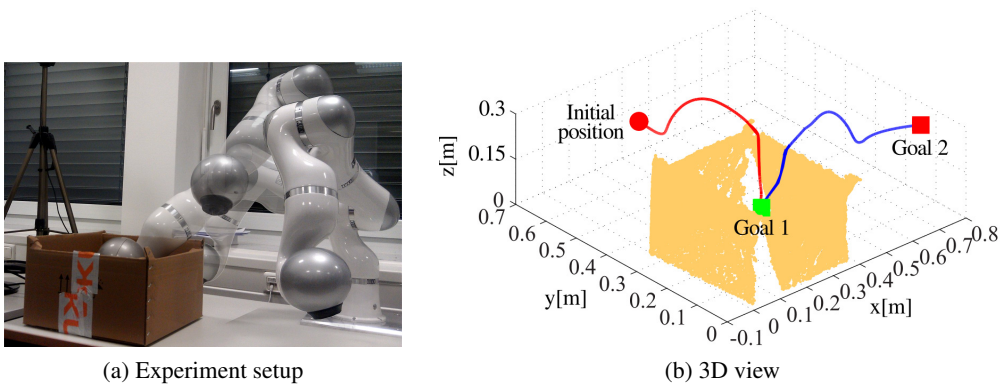 Initial
position
Goal 2
Goal 1
z[m]
0.3
0.15
0
0.7
0.6
0.5
0.4
0.3
0.2
0.1
0
y[m]
-0.1
0
0.1
0.2
0.3
0.4
0.5
0.6
0.7
0.8
x[m]
(a) Experiment setup
(b) 3D view